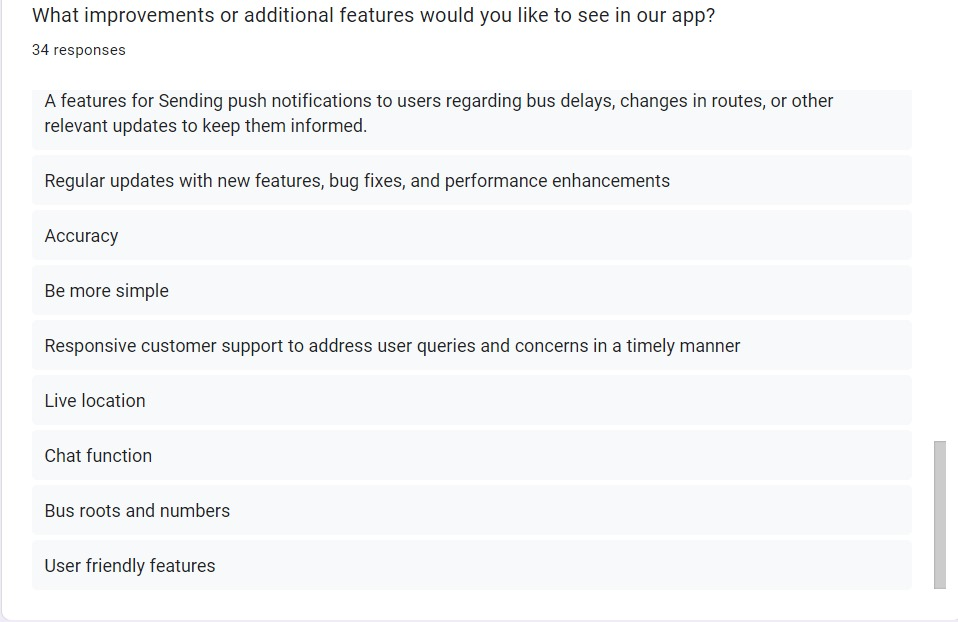 What improvements or additional features would you like to see in our app?
34 responses
A features for Sending push notifications to users regarding bus delays, changes in routes, or other
relevant updates to keep them informed.
Regular updates with new features, bug fixes, and performance enhancements
Accuracy
Be more simple
Responsive customer support to address user queries and concerns in a timely manner
Live location
Chat function
Bus roots and numbers
User friendly features